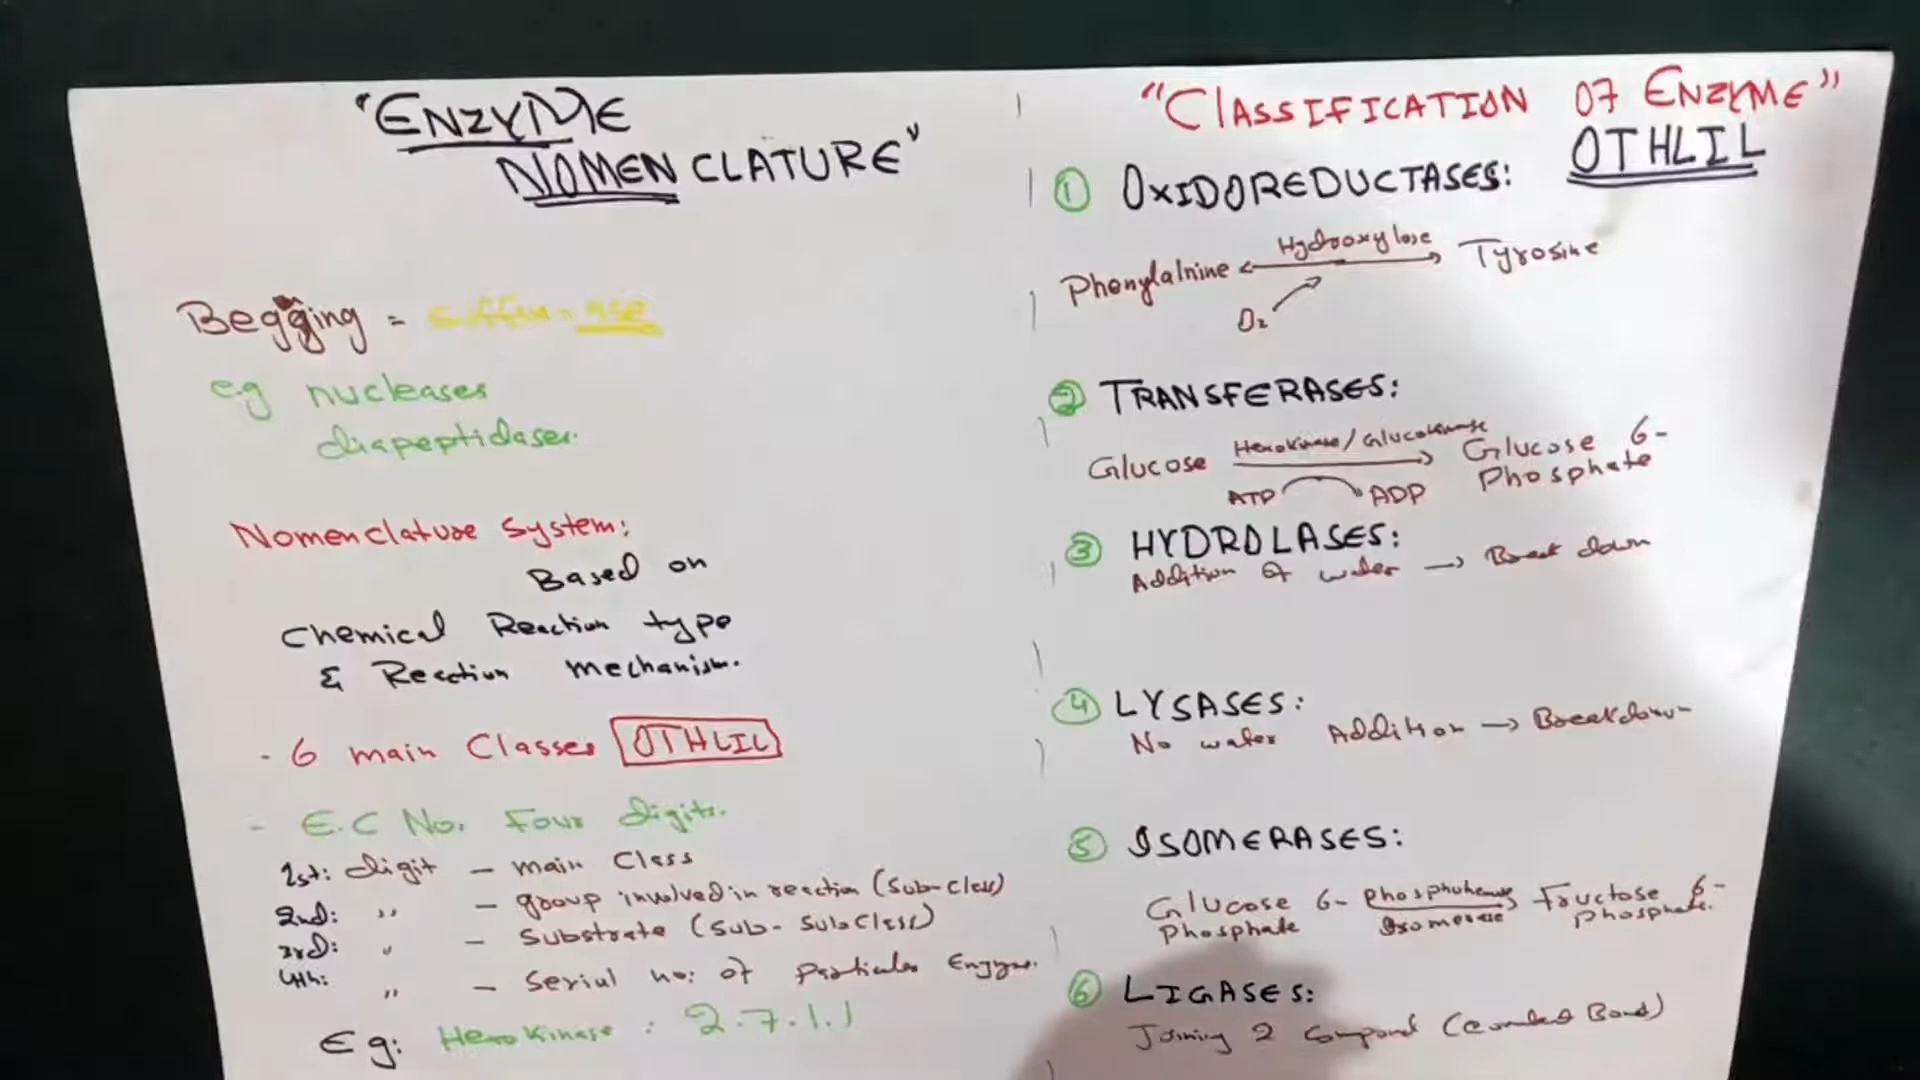 "ENZYME
NOMENCLATURE"
Begging = suffix - ase
e.g nucleases
diapeptidases.
Nomenclature System:
Based on
Chemical Reaction type
& Reaction mechanism.
- 6 main Classes OTHLIL
- E.C No. Four digits.
1st: digit - main Class
2nd: ,, - group involved in reaction (Sub-Class)
3rd: ,, - Substrate (Sub-SubClass)
4th: ,, - Serial no: of particular Enzyme.
Eg: Hexokinase : 2.7.1.1
"CLASSIFICATION OF ENZYME"
OTHLIL
1 OXIDOREDUCTASES:
Hydroxylase
Phenylalnine Tyrosine
O2
2 TRANSFERASES:
Hexokinase/Glucokinase
Glucose Glucose 6-
Phosphate
ATP ADP
3 HYDROLASES:
Addition of water → Break down
4 LYSASES:
No water Addition → Breakdown
5 ISOMERASES:
Glucose 6- Phosphohexose Fructose 6-
Phosphate Isomerase Phosphate.
6 LIGASES:
Joining 2 Compound (Bond)